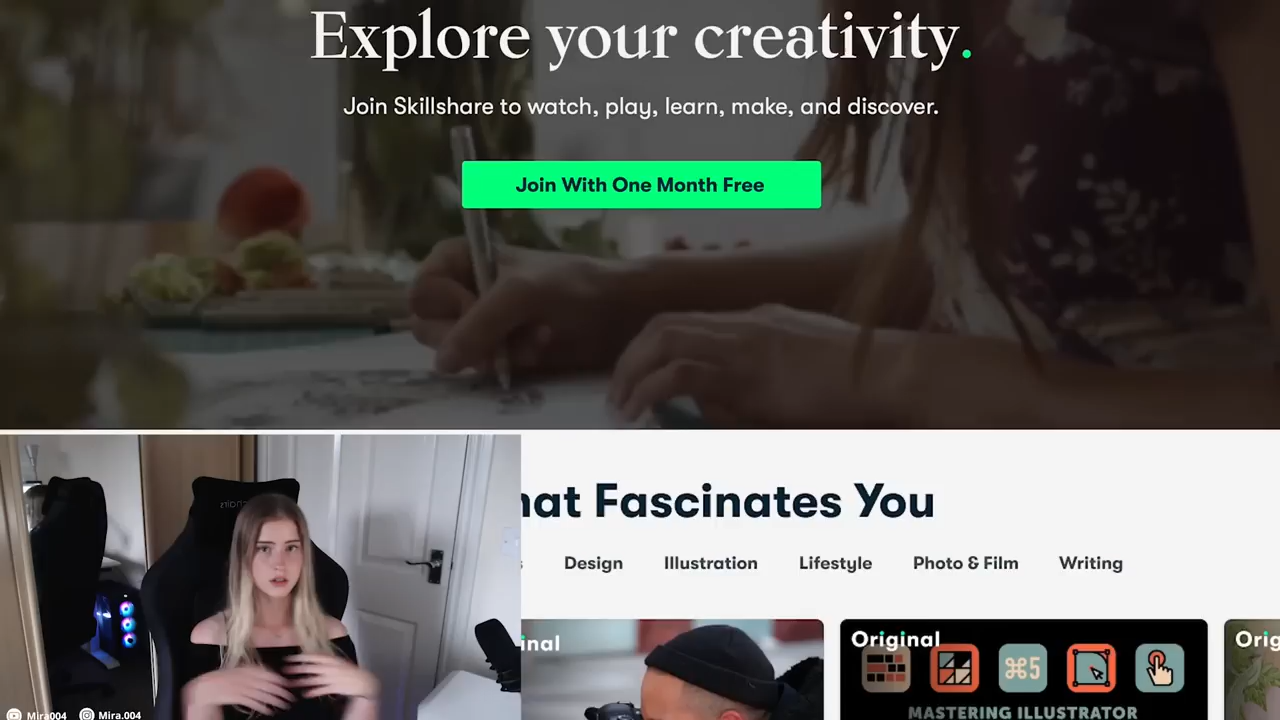 Explore your creativity.
Join Skillshare to watch, play, learn, make, and discover.
Join With One Month Free
hat Fascinates You
Design Illustration Lifestyle Photo & Film Writing
inal
Original
Orig
⌘5
MASTERING ILLUSTRATOR
Mira004 Mira.004